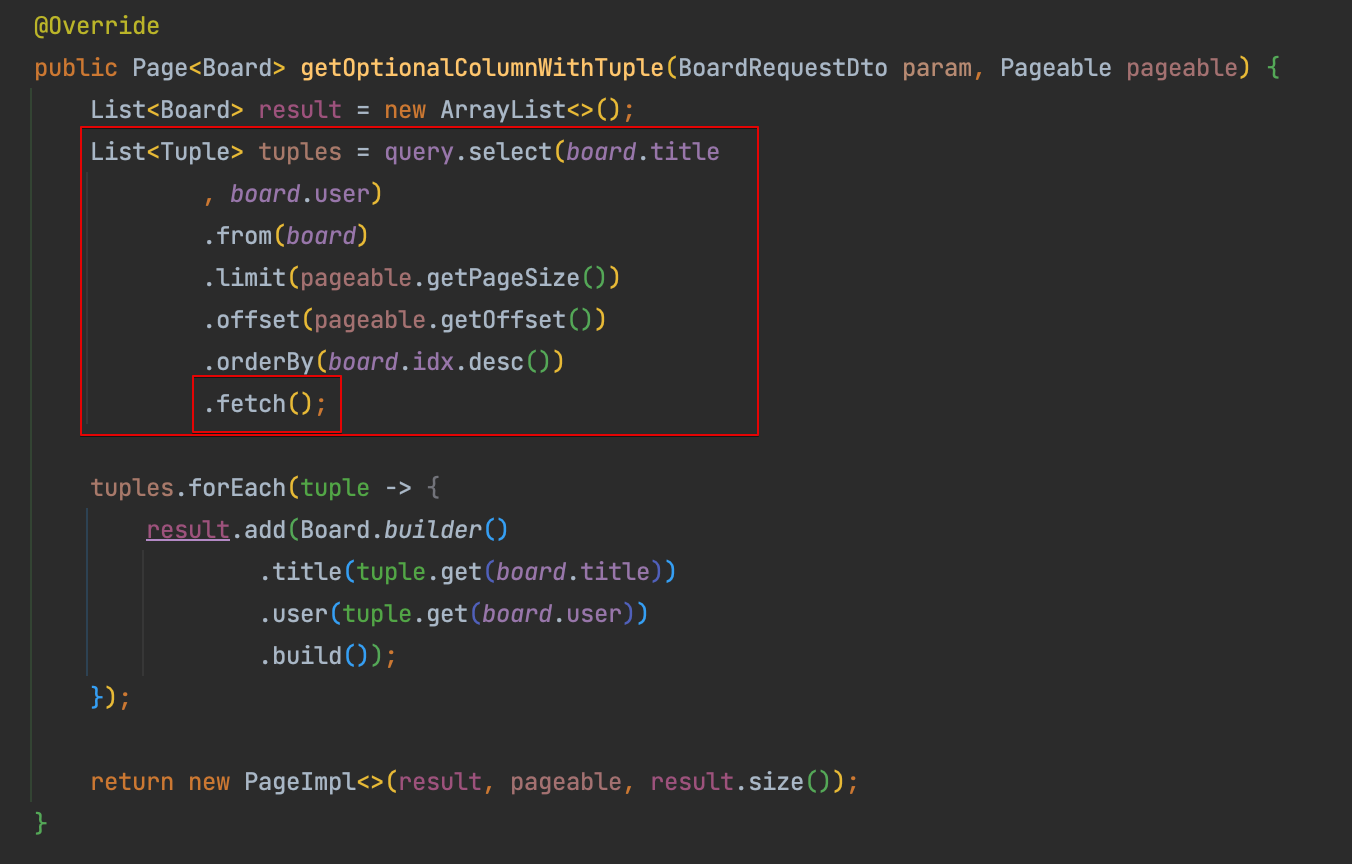 @Override
public Page<Board> getOptionalColumnWithTuple(BoardRequestDto param, Pageable pageable) {
List<Board> result = new ArrayList<>();
List<Tuple> tuples = query.select(board.title
, board.user)
.from(board)
.limit(pageable.getPageSize())
.offset(pageable.getOffset())
.orderBy(board.idx.desc())
.fetch();
tuples.forEach(tuple -> {
result.add(Board.builder()
.title(tuple.get(board.title))
.user(tuple.get(board.user))
.build());
});
return new PageImpl<>(result, pageable, result.size());
}